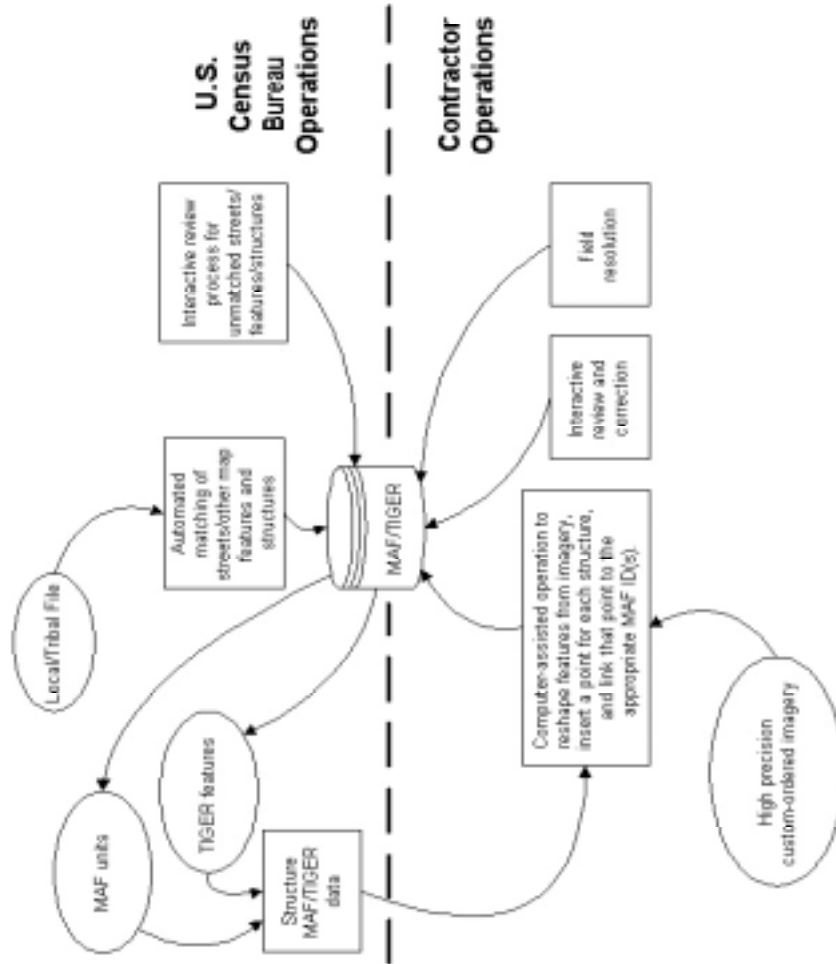 U.S.
Census
Bureau
Operations
Contractor
Operations
Local/Tribal File
MAF units
TIGER features
Structure
MAF/TIGER
data
Automated
matching of
streets/other map
features and
structures
Interactive review
process for
unmatched streets/
features/structures
MAF/TIGER
Computer-assisted operation to
reshape features from imagery,
insert a point for each structure,
and link that point to the
appropriate MAF ID(s).
Interactive
review and
correction
Field
resolution
High precision
custom-ordered imagery